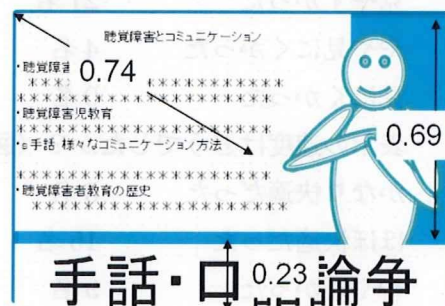 聴覚障害とコミュニケーション
・聴覚障害
0.74
＊＊＊＊ ＊＊＊＊＊＊＊＊
＊＊＊＊＊＊＊＊＊＊＊＊＊＊＊＊＊＊
・聴覚障害児教育
＊＊＊＊＊＊＊＊＊＊＊＊＊＊＊＊＊＊
・s手話 様々なコミュニケーション方法
0.69
＊＊＊＊＊＊＊＊＊＊＊＊＊＊＊＊＊＊
・聴覚障害者教育の歴史
＊＊＊＊＊＊＊＊＊＊＊＊＊＊＊＊＊
手話・口 0.23 論争